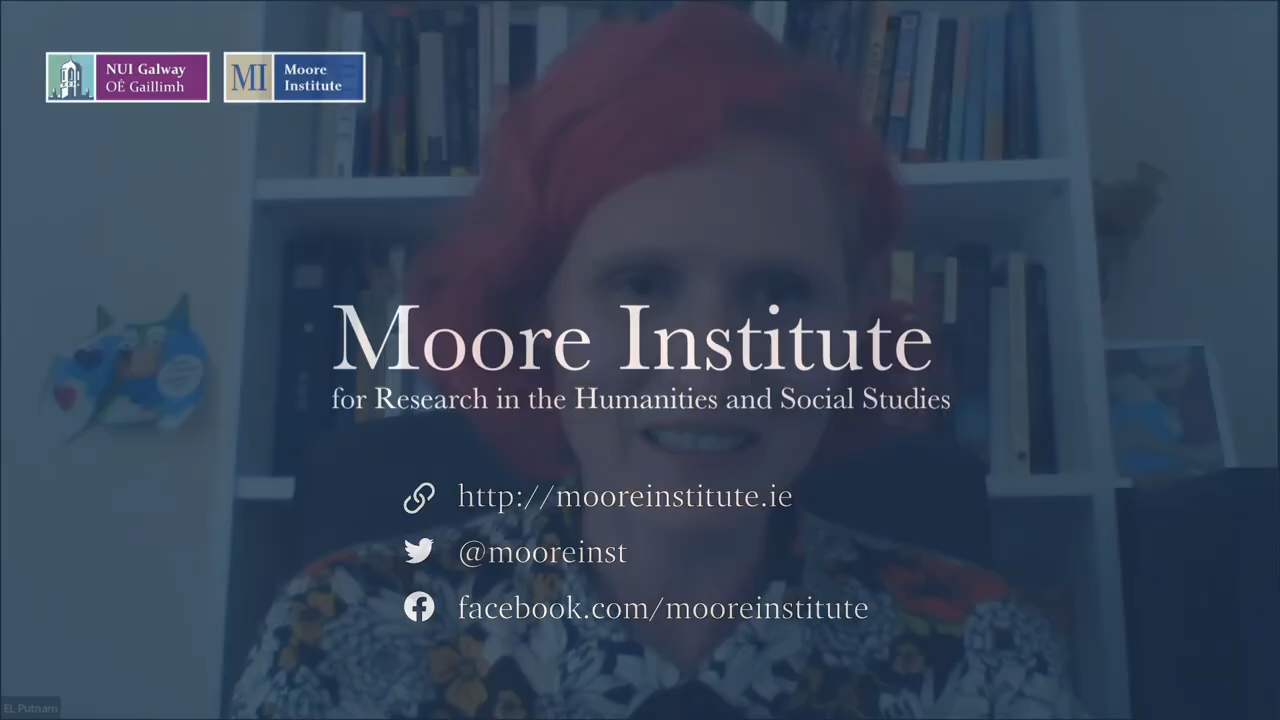 NUI Galway
OÉ Gaillimh
MI
Moore
Institute
Moore Institute
for Research in the Humanities and Social Studies
http://mooreinstitute.ie
@mooreinst
facebook.com/mooreinstitute
EL Putnam